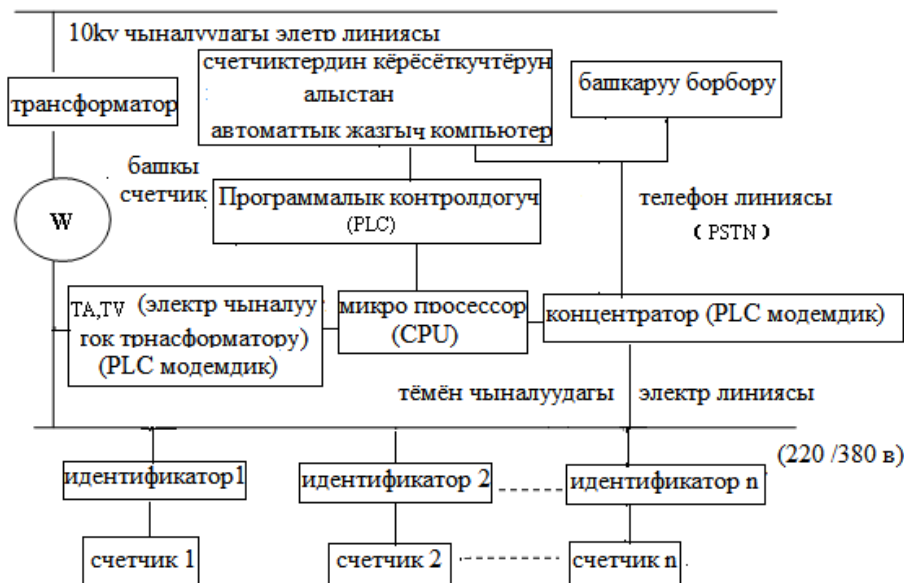 10kv чыналуудагы элетр линиясы
трансформатор
счетчиктердин кёрёсёткучтёрун
алыстан
автоматтык жазгыч компьютер
башкаруу борбору
башкы
счетчик
W
Программалык контролдогуч
(PLC)
телефон линиясы
( PSTN )
TA,TV (электр чыналуу
ток трнасформатору)
(PLC модемдик)
микро процессор
(CPU)
концентратор (PLC модемдик)
тёмён чыналуудагы электр линиясы
(220 /380 в)
идентификатор1
идентификатор 2
идентификатор n
счетчик 1
счетчик 2
счетчик n